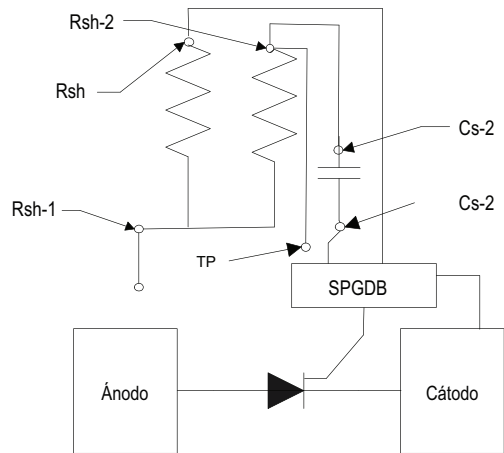 Rsh-2
Rsh
Cs-2
Rsh-1
Cs-2
TP
SPGDB
Ánodo
Cátodo